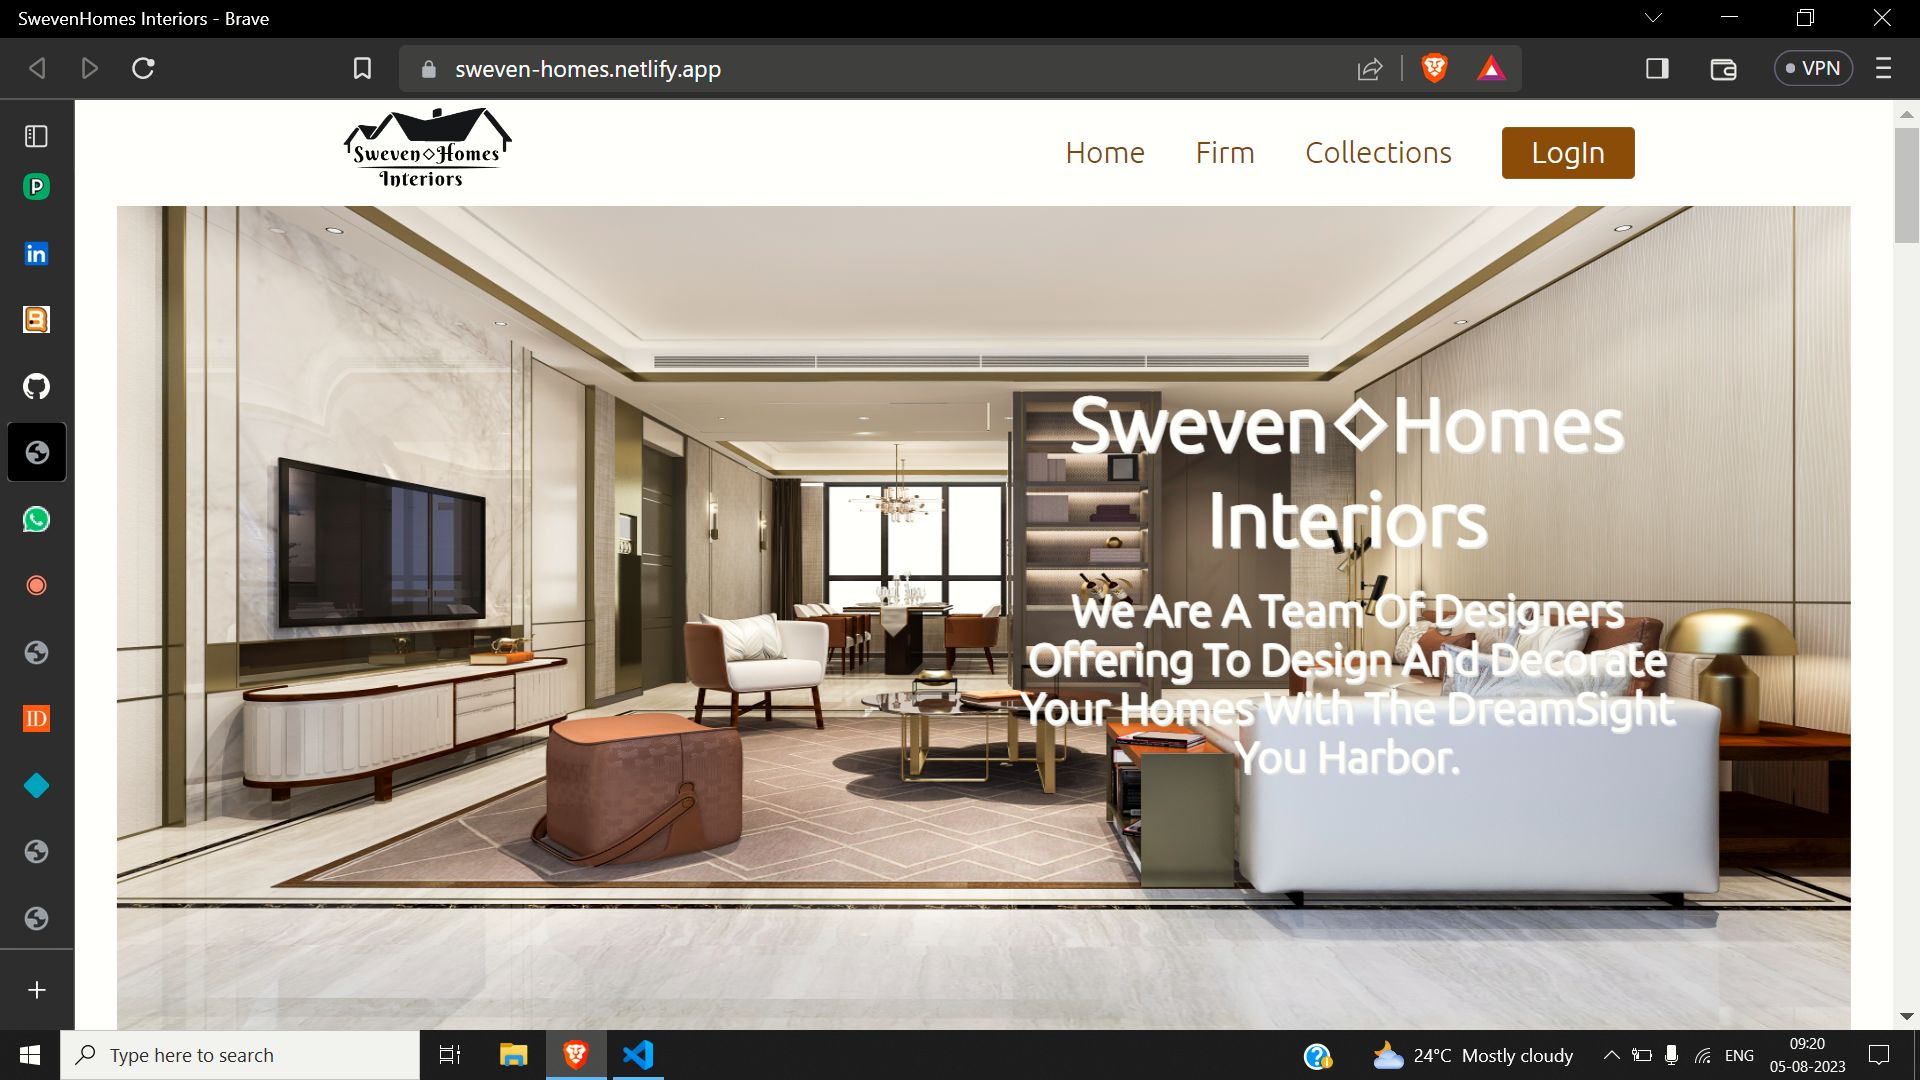 SwevenHomes Interiors - Brave
sweven-homes.netlify.app
VPN
Sweven◇Homes
Interiors
Home Firm Collections LogIn
P
in
B
ID
Sweven◇Homes
Interiors
We Are A Team Of Designers
Offering To Design And Decorate
Your Homes With The DreamSight
You Harbor.
Type here to search
24°C Mostly cloudy
ENG
09:20
05-08-2023